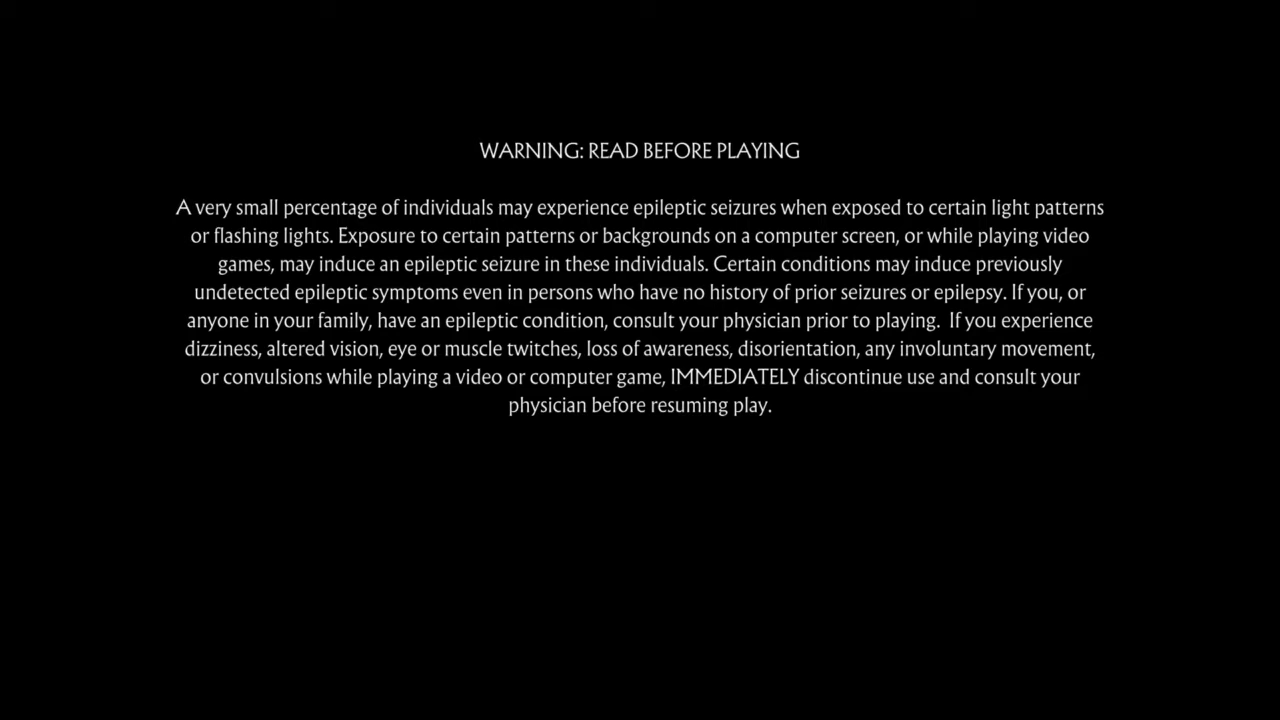 WARNING: READ BEFORE PLAYING
A very small percentage of individuals may experience epileptic seizures when exposed to certain light patterns
or flashing lights. Exposure to certain patterns or backgrounds on a computer screen, or while playing video
games, may induce an epileptic seizure in these individuals. Certain conditions may induce previously
undetected epileptic symptoms even in persons who have no history of prior seizures or epilepsy. If you, or
anyone in your family, have an epileptic condition, consult your physician prior to playing.  If you experience
dizziness, altered vision, eye or muscle twitches, loss of awareness, disorientation, any involuntary movement,
or convulsions while playing a video or computer game, IMMEDIATELY discontinue use and consult your
physician before resuming play.